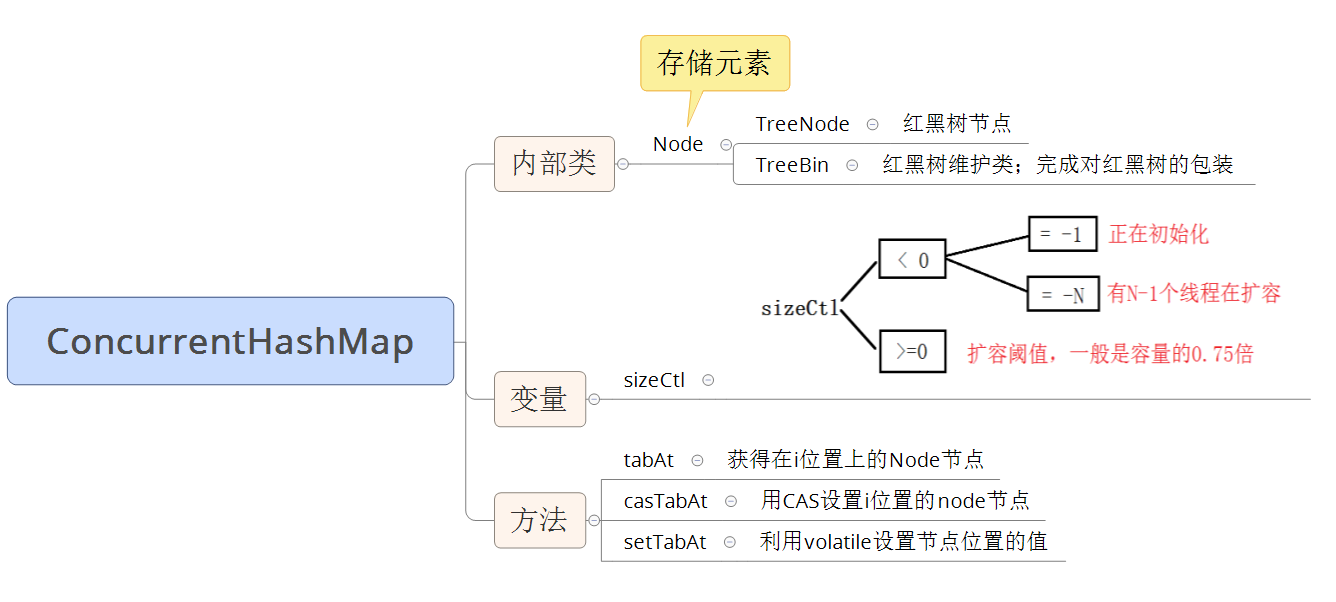 存储元素
内部类
Node
TreeNode 红黑树节点
TreeBin 红黑树维护类；完成对红黑树的包装
ConcurrentHashMap
sizeCtl
< 0
= -1 正在初始化
= -N 有N-1个线程在扩容
>=0 扩容阈值，一般是容量的0.75倍
变量
sizeCtl
方法
tabAt 获得在i位置上的Node节点
casTabAt 用CAS设置i位置的node节点
setTabAt 利用volatile设置节点位置的值